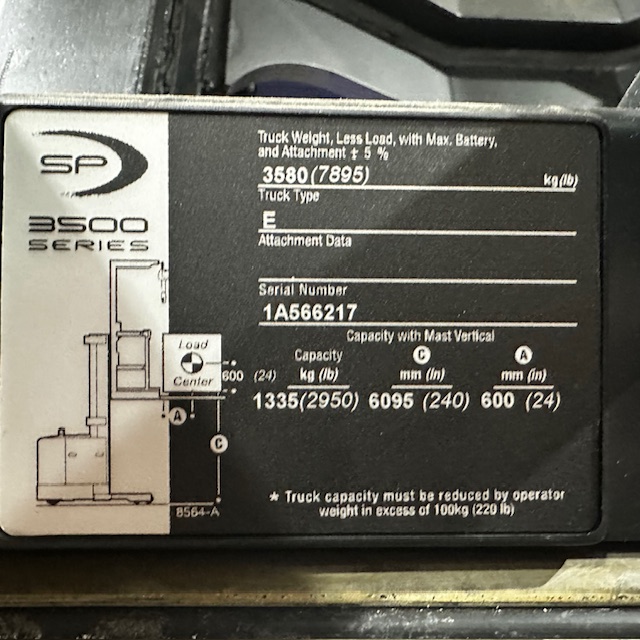 SP
3500
SERIES
Truck Weight, Less Load, with Max. Battery,
and Attachment ± 5 %
3580(7895) kg(lb)
Truck Type
E
Attachment Data
Serial Number
1A566217
Capacity with Mast Vertical
Load
Center
600 (24)
Capacity C A
kg (lb) mm (in) mm (in)
1335(2950) 6095 (240) 600 (24)
A
C
8564-A
* Truck capacity must be reduced by operator
weight in excess of 100kg (220 lb)